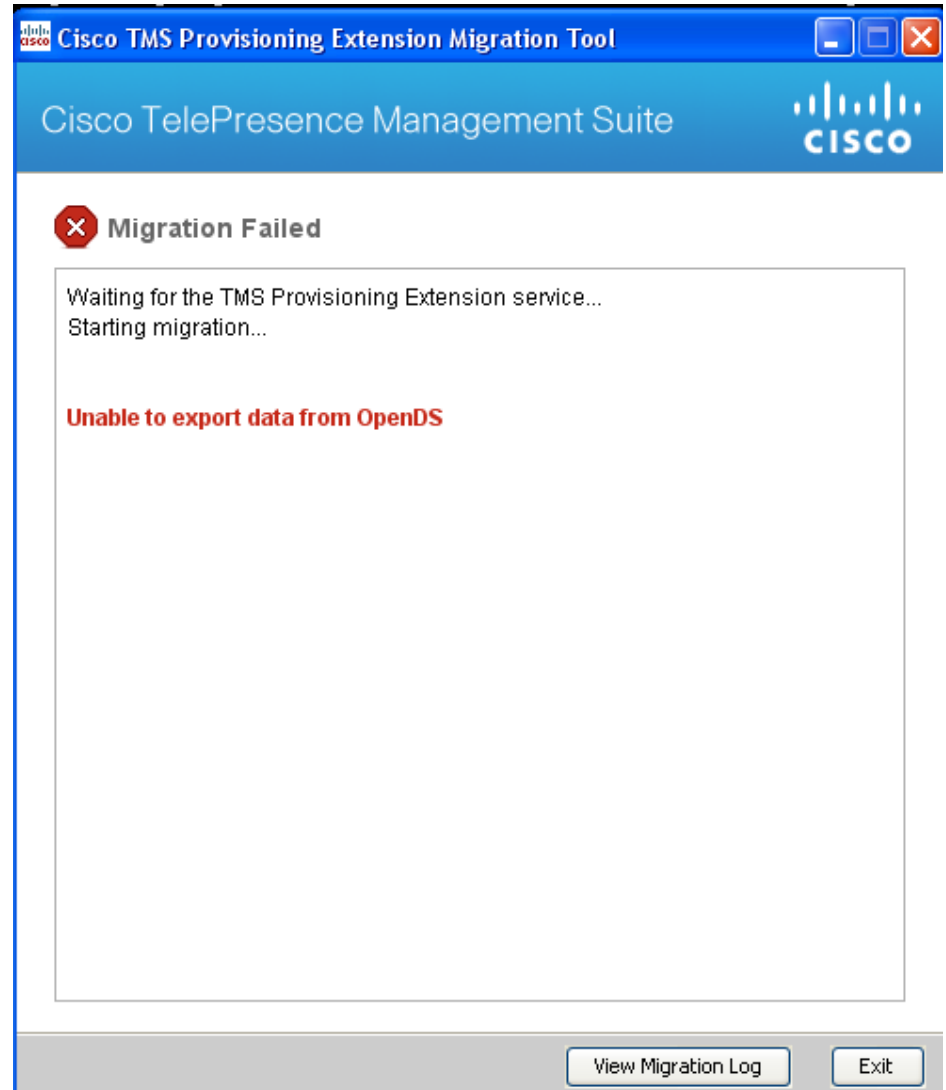 cisco Cisco TMS Provisioning Extension Migration Tool
Cisco TelePresence Management Suite
CISCO
Migration Failed
Waiting for the TMS Provisioning Extension service...
Starting migration...
Unable to export data from OpenDS
View Migration Log
Exit